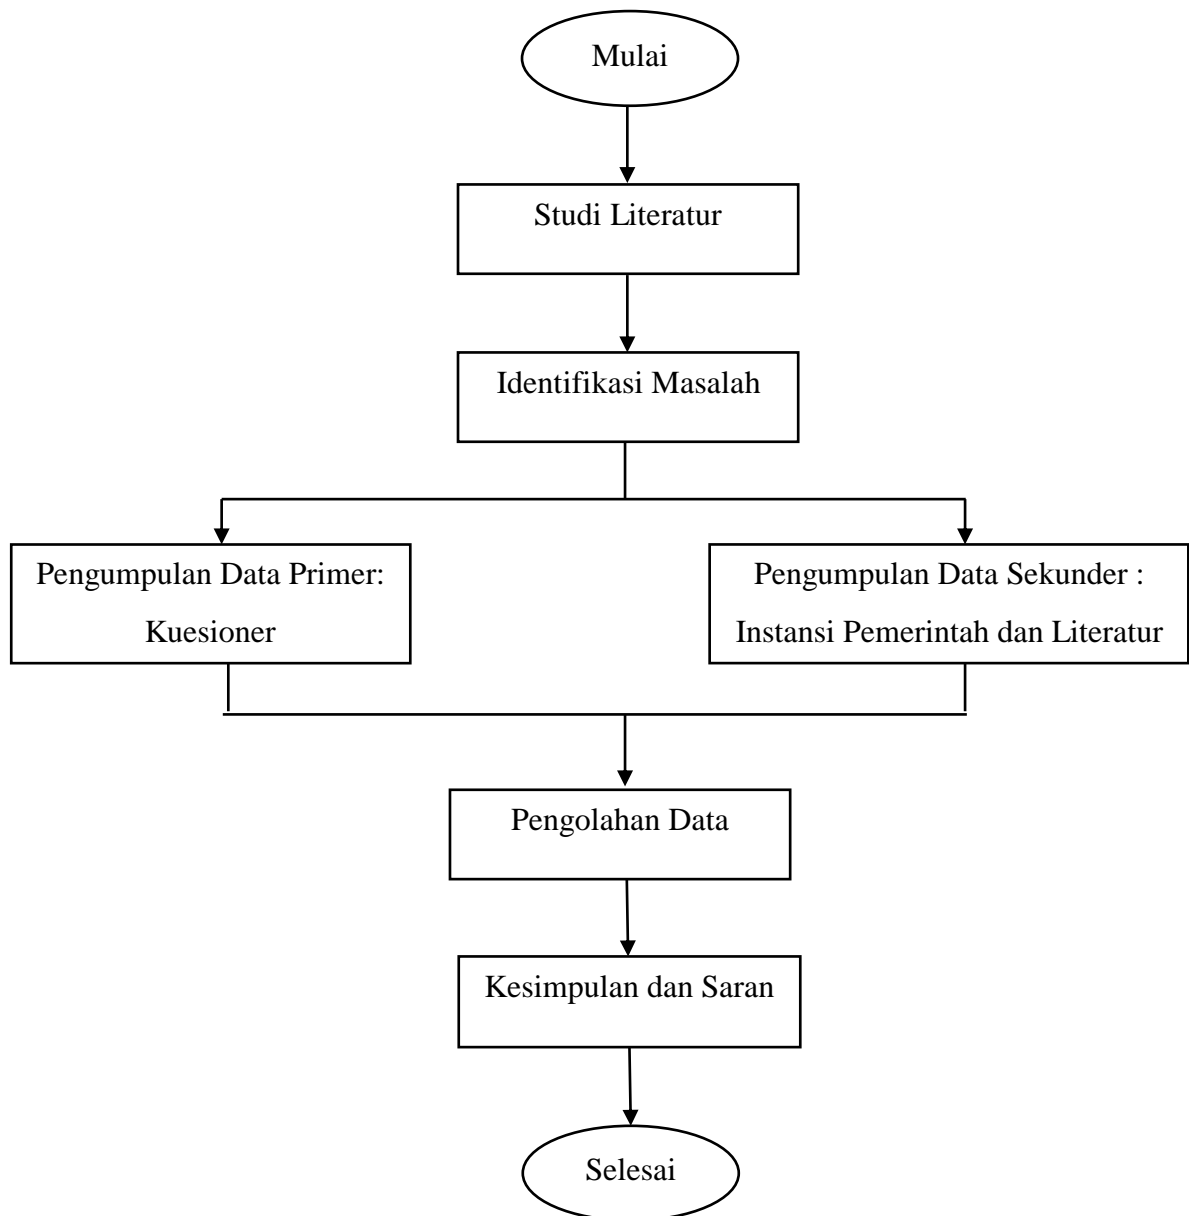 Mulai
Studi Literatur
Identifikasi Masalah
Pengumpulan Data Primer:
Kuesioner
Pengumpulan Data Sekunder :
Instansi Pemerintah dan Literatur
Pengolahan Data
Kesimpulan dan Saran
Selesai